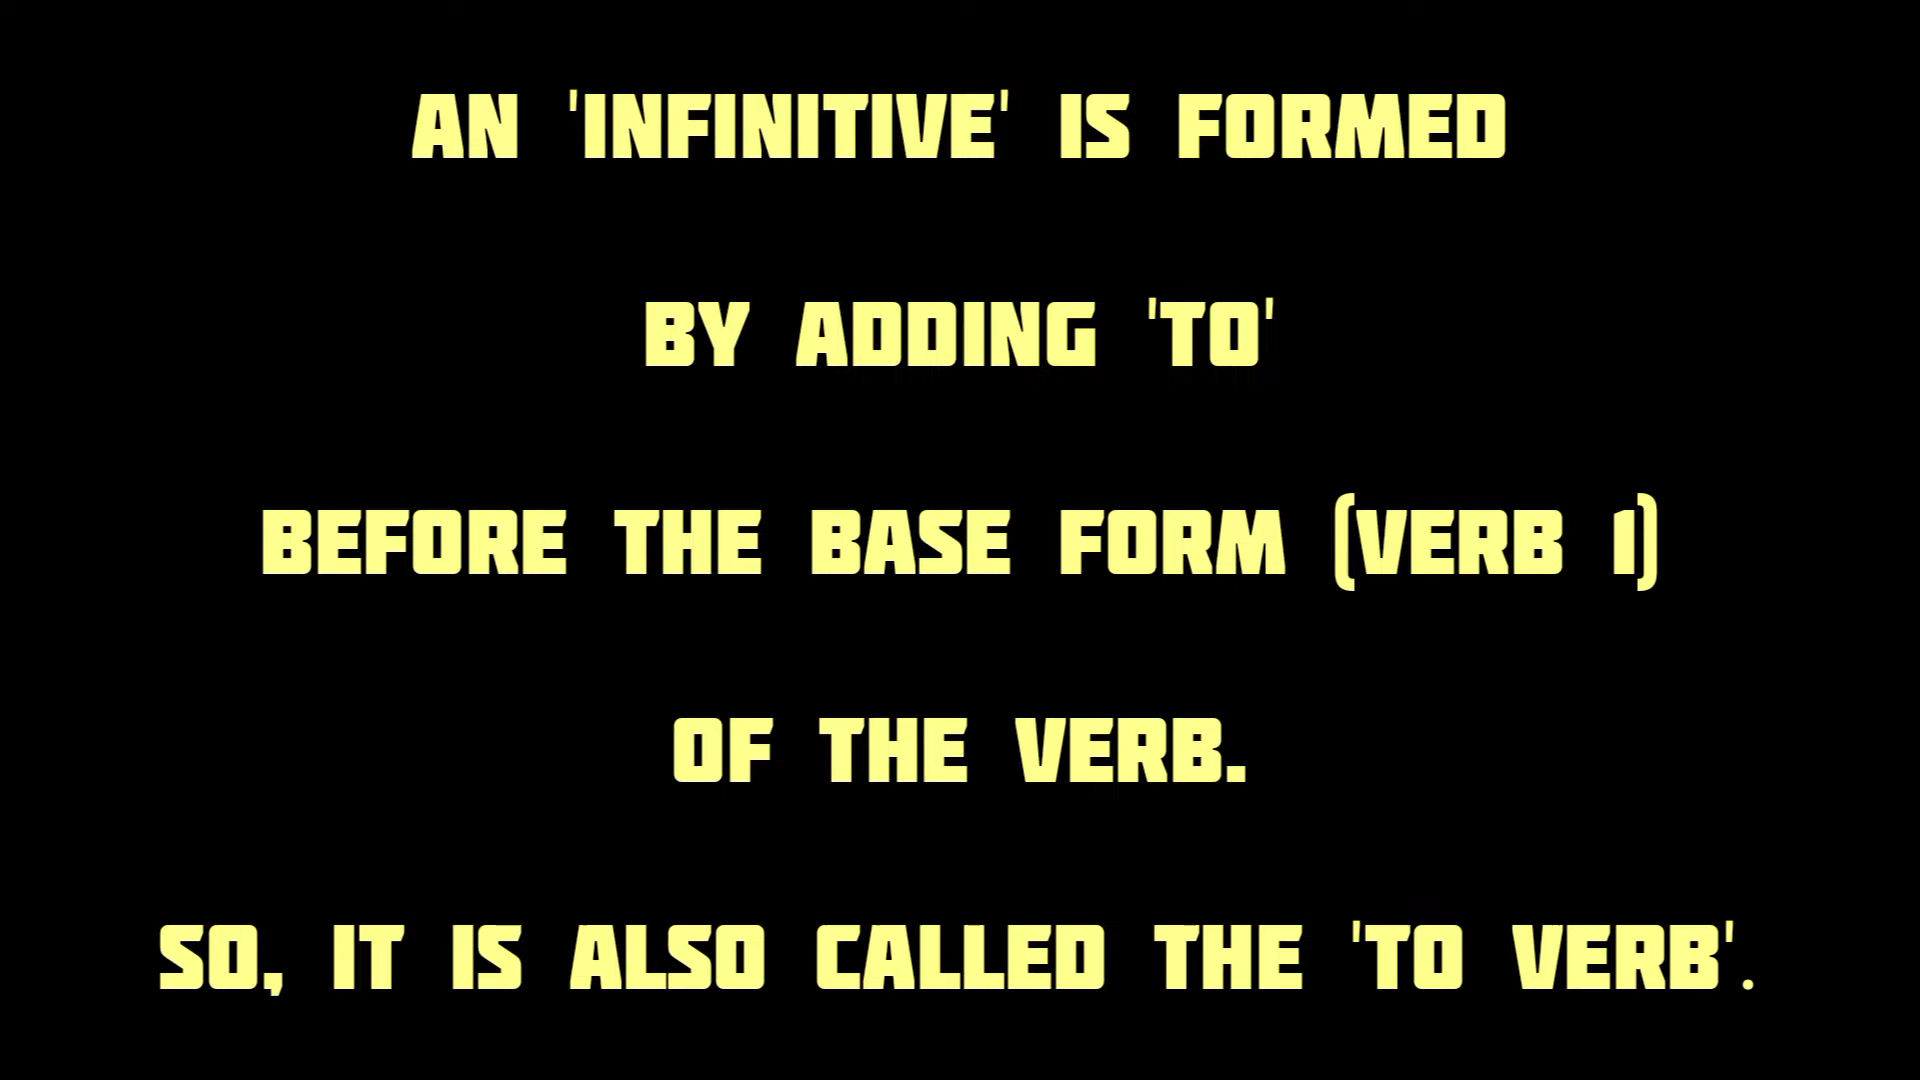 AN 'INFINITIVE' IS FORMED
BY ADDING 'TO'
BEFORE THE BASE FORM (VERB 1)
OF THE VERB.
SO, IT IS ALSO CALLED THE 'TO VERB'.